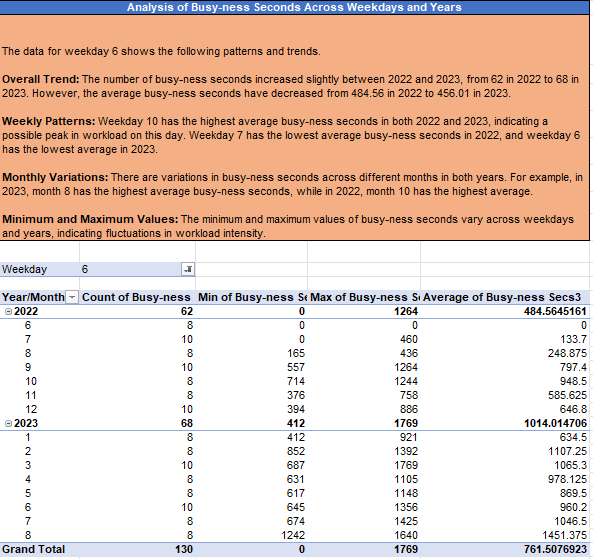 Analysis of Busy-ness Seconds Across Weekdays and Years
The data for weekday 6 shows the following patterns and trends.
Overall Trend: The number of busy-ness seconds increased slightly between 2022 and 2023, from 62 in 2022 to 68 in
2023. However, the average busy-ness seconds have decreased from 484.56 in 2022 to 456.01 in 2023.
Weekly Patterns: Weekday 10 has the highest average busy-ness seconds in both 2022 and 2023, indicating a
possible peak in workload on this day. Weekday 7 has the lowest average busy-ness seconds in 2022, and weekday 6
has the lowest average in 2023.
Monthly Variations: There are variations in busy-ness seconds across different months in both years. For example, in
2023, month 8 has the highest average busy-ness seconds, while in 2022, month 10 has the highest average.
Minimum and Maximum Values: The minimum and maximum values of busy-ness seconds vary across weekdays
and years, indicating fluctuations in workload intensity.
Weekday 6
Year/Month Count of Busy-ness Min of Busy-ness Se Max of Busy-ness S Average of Busy-ness Secs3
2022 62 0 1264 484.5645161
6 8 0 0 0
7 10 0 460 133.7
8 8 165 436 248.875
9 10 557 1264 797.4
10 8 714 1244 948.5
11 8 376 758 585.625
12 10 394 886 646.8
2023 68 412 1769 1014.014706
1 8 412 921 634.5
2 8 852 1392 1107.25
3 10 687 1769 1065.3
4 8 631 1105 978.125
5 8 617 1148 869.5
6 10 645 1356 960.2
7 8 674 1425 1046.5
8 8 1242 1640 1451.375
Grand Total 130 0 1769 761.5076923